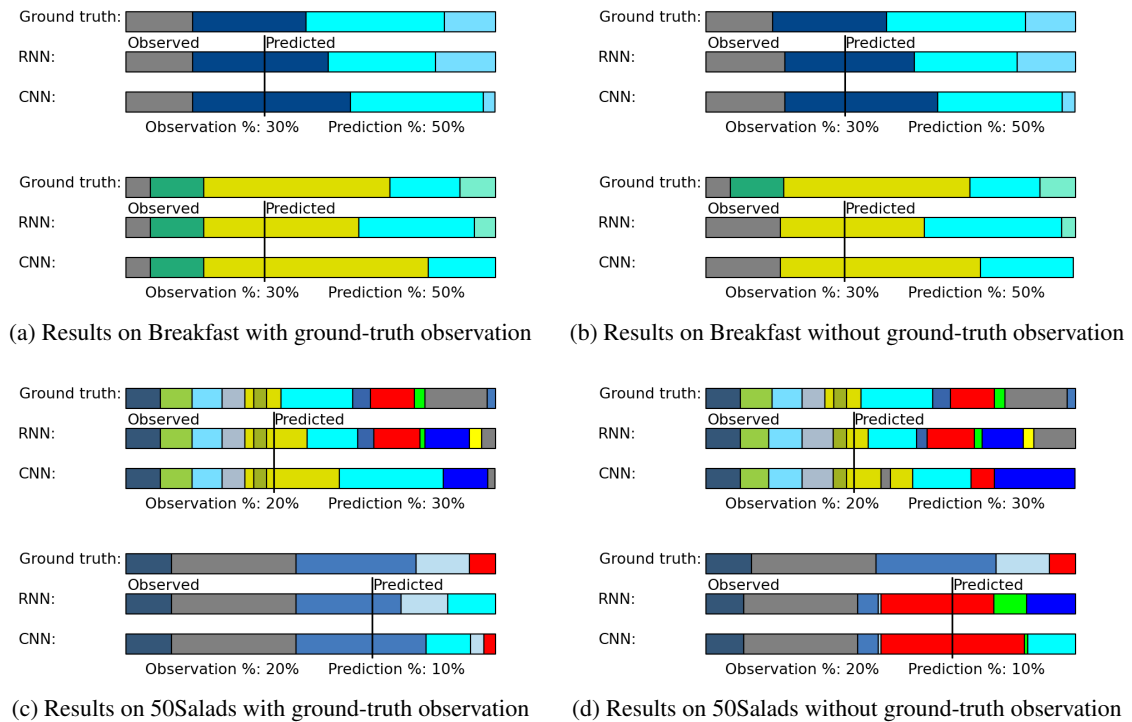 Ground truth:
Observed Predicted
RNN:
CNN:
Observation %: 30% Prediction %: 50%
Ground truth:
Observed Predicted
RNN:
CNN:
Observation %: 30% Prediction %: 50%
(a) Results on Breakfast with ground-truth observation
Ground truth:
Observed Predicted
RNN:
CNN:
Observation %: 30% Prediction %: 50%
Ground truth:
Observed Predicted
RNN:
CNN:
Observation %: 30% Prediction %: 50%
(b) Results on Breakfast without ground-truth observation
Ground truth:
Observed Predicted
RNN:
CNN:
Observation %: 20% Prediction %: 30%
Ground truth:
Observed Predicted
RNN:
CNN:
Observation %: 20% Prediction %: 10%
(c) Results on 50Salads with ground-truth observation
Ground truth:
Observed Predicted
RNN:
CNN:
Observation %: 20% Prediction %: 30%
Ground truth:
Observed Predicted
RNN:
CNN:
Observation %: 20% Prediction %: 10%
(d) Results on 50Salads without ground-truth observation